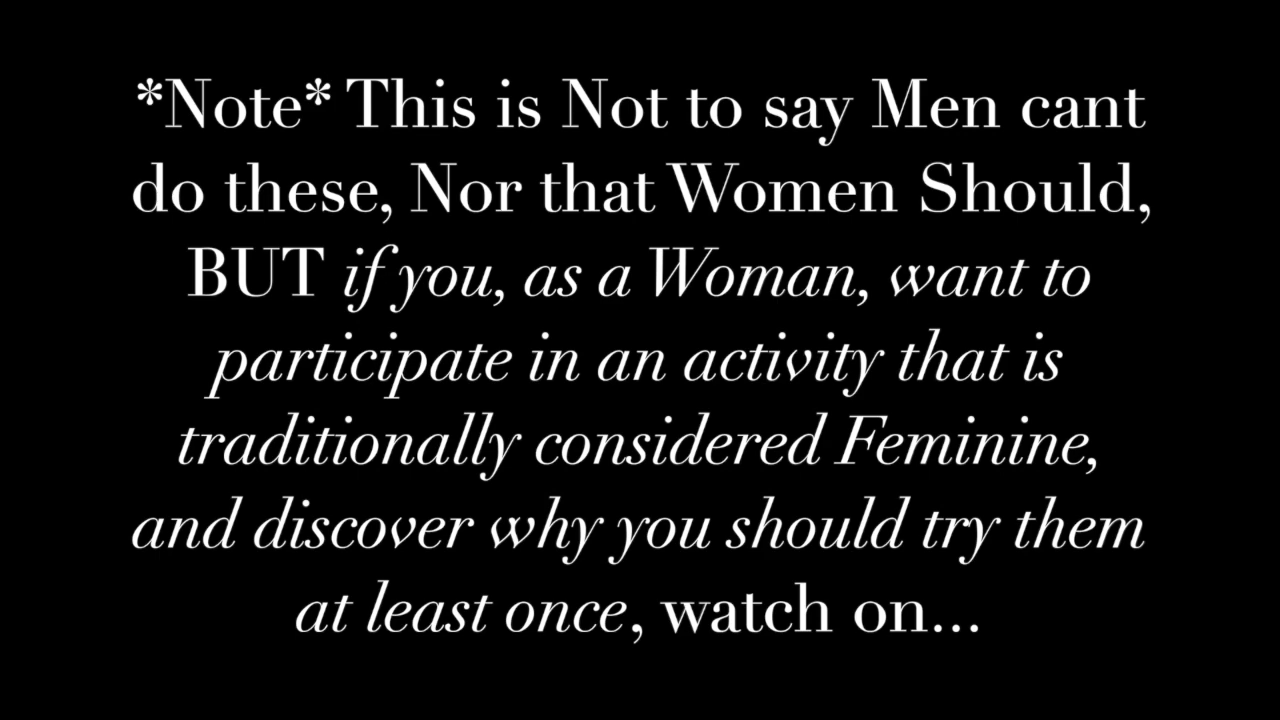 *Note* This is Not to say Men cant
do these, Nor that Women Should,
BUT if you, as a Woman, want to
participate in an activity that is
traditionally considered Feminine,
and discover why you should try them
at least once, watch on...